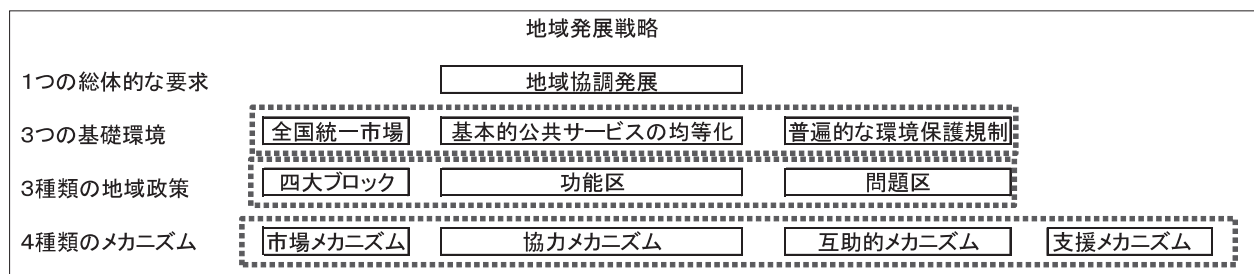 地域発展戦略
1つの総体的な要求 地域協調発展
3つの基礎環境 全国統一市場 基本的公共サービスの均等化 普遍的な環境保護規制
3種類の地域政策 四大ブロック 功能区 問題区
4種類のメカニズム 市場メカニズム 協力メカニズム 互助的メカニズム 支援メカニズム